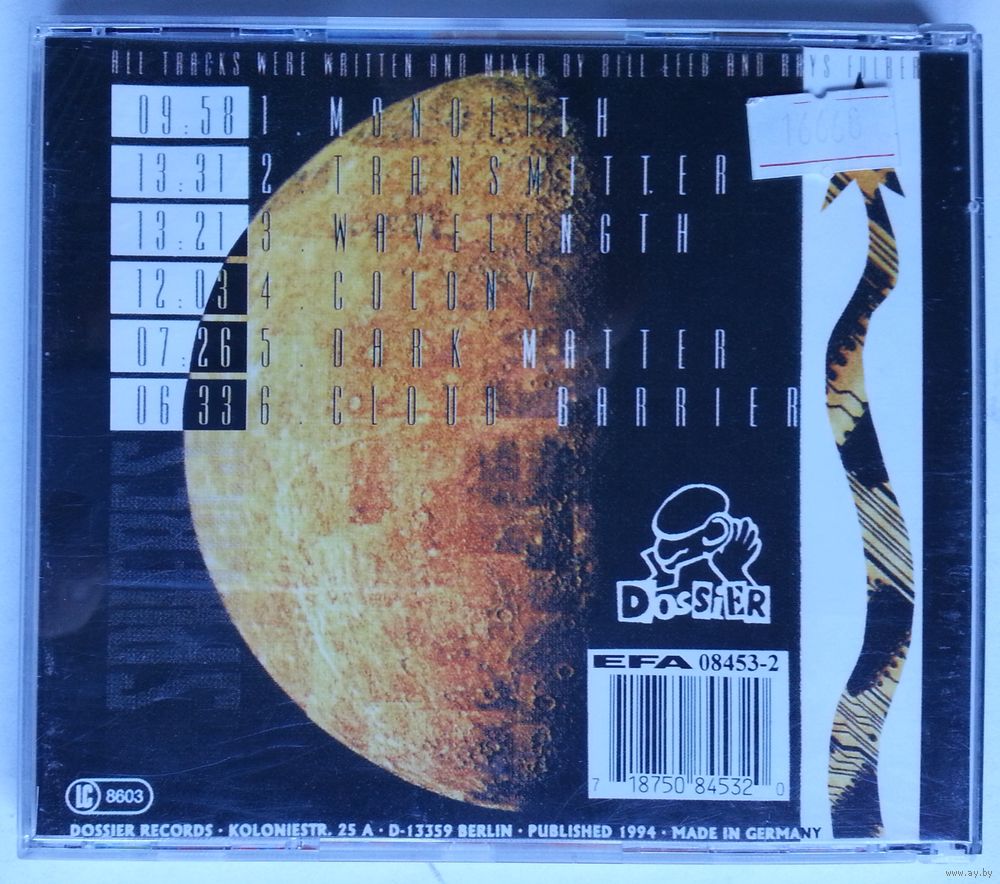 ALL TRACKS WERE WRITTEN AND MIXED BY BILL LEEB AND RHYS FULBER
09:58 1. MONOLITH
13:31 2. TRANSMITTER
13:21 3. WAVELENGTH
12:03 4. COLONY
07:26 5. DARK MATTER
06:33 6. CLOUD BARRIER
DOSSiER
EFA 08453-2
7 18750 84532 0
LC 8603
DOSSIER RECORDS · KOLONIESTR. 25 A · D-13359 BERLIN · PUBLISHED 1994 · MADE IN GERMANY
www.ay.by